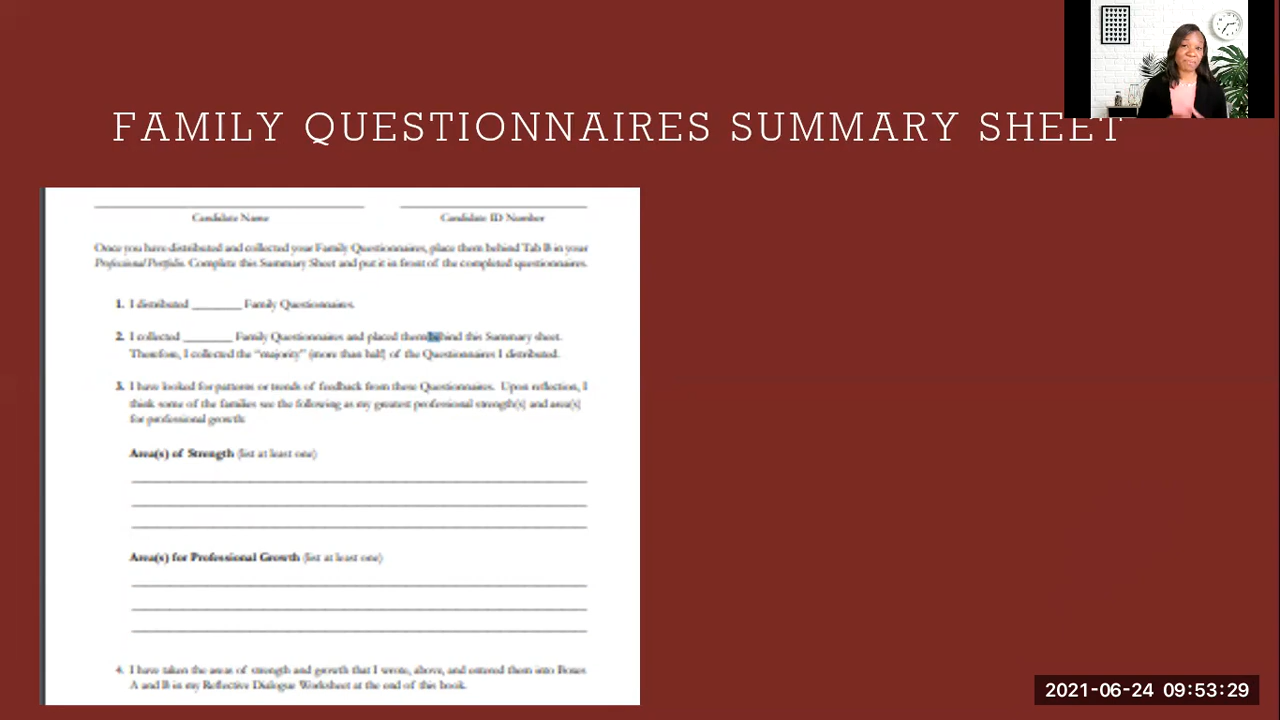 FAMILY QUESTIONNAIRES SUMMARY SHEET
Candidate Name
Candidate ID Number
Once you have distributed and collected your Family Questionnaires, place them behind Tab B in your
Professional Portfolio. Complete this Summary Sheet and put it in front of the completed questionnaires.
1. I distributed ________ Family Questionnaires.
2. I collected ________ Family Questionnaires and placed them behind this Summary sheet.
Therefore, I collected the "majority" (more than half) of the Questionnaires I distributed.
3. I have looked for patterns or trends of feedback from these Questionnaires. Upon reflection, I
think some of the families see the following as my greatest professional strength(s) and area(s)
for professional growth:
Area(s) of Strength (list at least one)
Area(s) for Professional Growth (list at least one)
4. I have taken the areas of strength and growth that I wrote, above, and entered them into Boxes
A and B in my Reflective Dialogue Worksheet at the end of this book.
2021-06-24 09:53:29